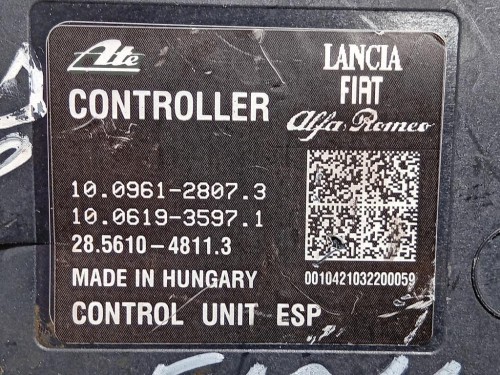 Ate
LANCIA
FIAT
Alfa Romeo
CONTROLLER
10.0961-2807.3
10.0619-3597.1
28.5610-4811.3
MADE IN HUNGARY
0010421032200059
CONTROL UNIT ESP